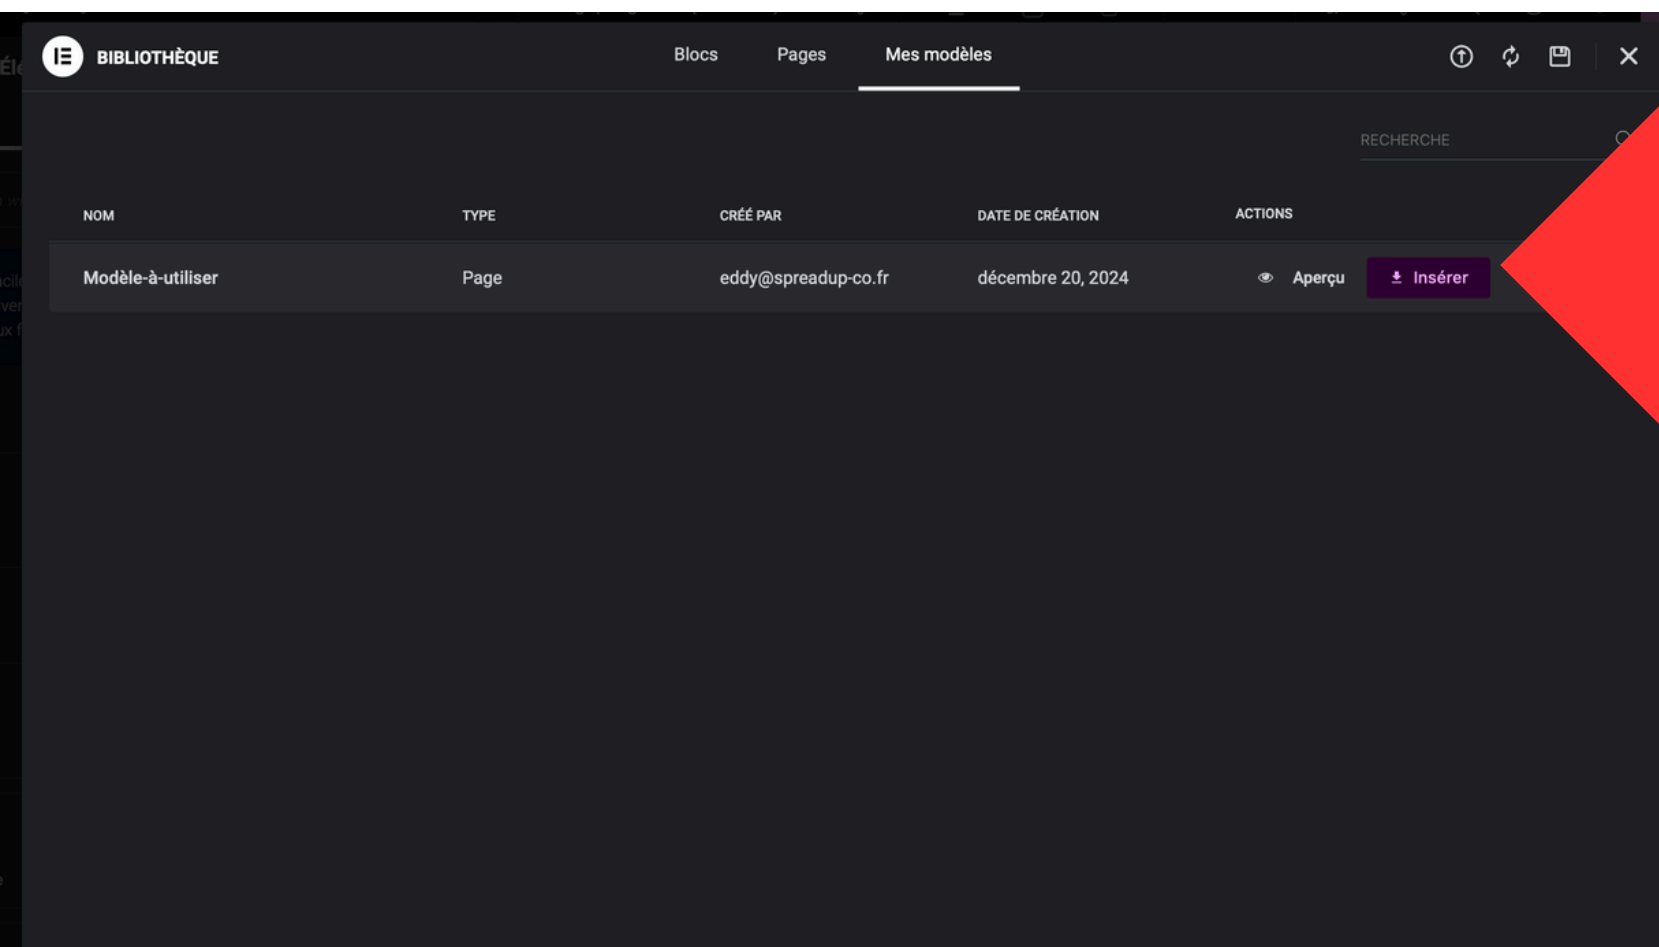 BIBLIOTHÈQUE
Blocs Pages Mes modèles
RECHERCHE
NOM TYPE CRÉÉ PAR DATE DE CRÉATION ACTIONS
Modèle-à-utiliser Page eddy@spreadup-co.fr décembre 20, 2024 Aperçu Insérer